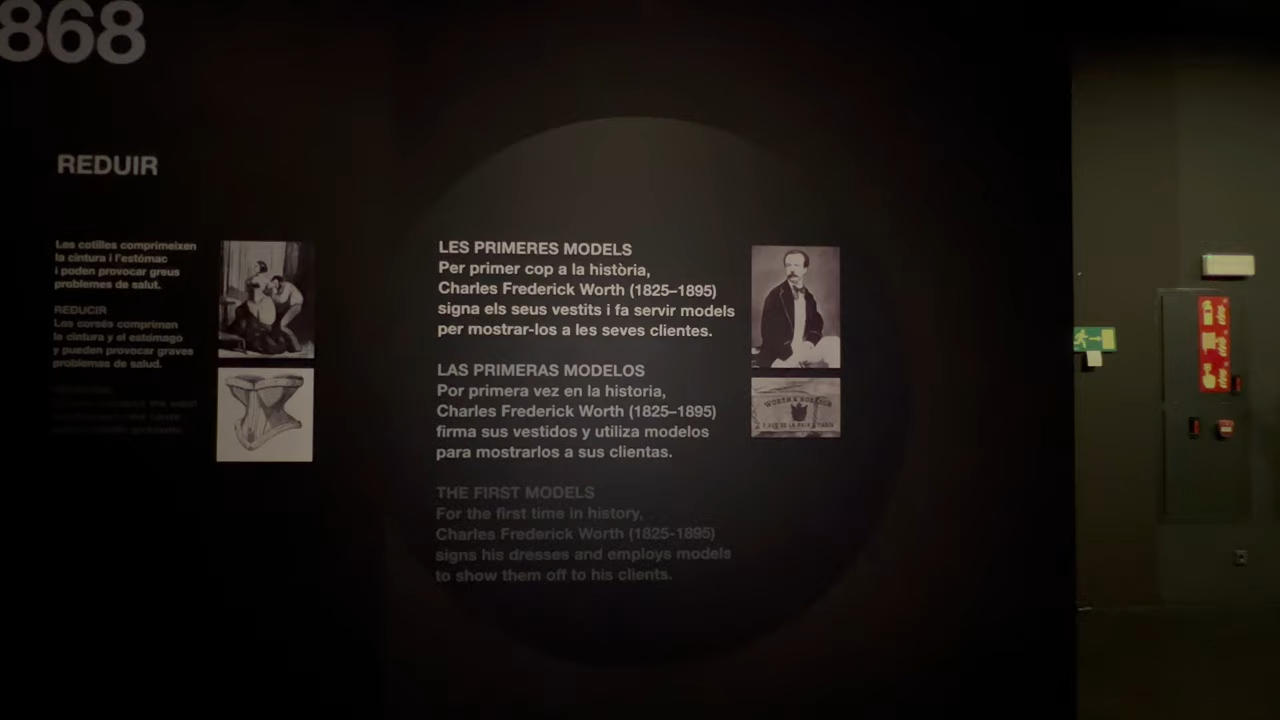 868
REDUIR
Les cotilles comprimeixen
la cintura i l'estómac
i poden provocar greus
problemes de salut.
REDUCIR
Los corsés comprimen
la cintura y el estómago
y pueden provocar graves
problemas de salud.
LES PRIMERES MODELS
Per primer cop a la història,
Charles Frederick Worth (1825–1895)
signa els seus vestits i fa servir models
per mostrar-los a les seves clientes.
LAS PRIMERAS MODELOS
Por primera vez en la historia,
Charles Frederick Worth (1825–1895)
firma sus vestidos y utiliza modelos
para mostrarlos a sus clientas.
THE FIRST MODELS
For the first time in history,
Charles Frederick Worth (1825-1895)
signs his dresses and employs models
to show them off to his clients.